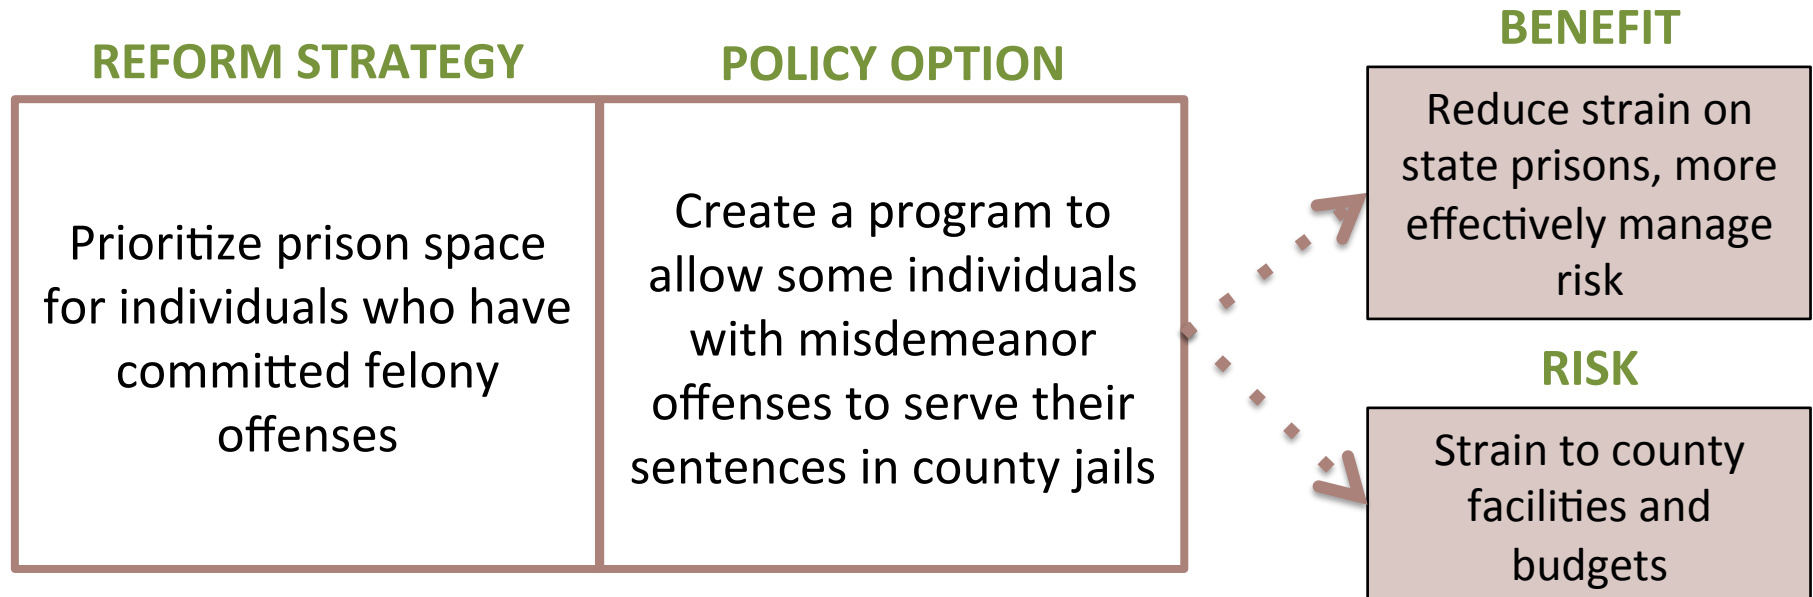 REFORM STRATEGY
Prioritize prison space
for individuals who have
committed felony
offenses
POLICY OPTION
Create a program to
allow some individuals
with misdemeanor
offenses to serve their
sentences in county jails
BENEFIT
Reduce strain on
state prisons, more
effectively manage
risk
RISK
Strain to county
facilities and
budgets